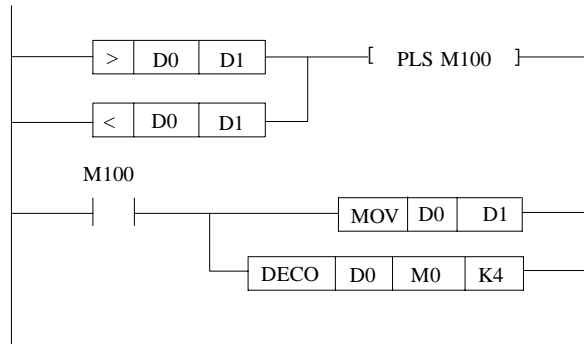 > D0 D1 PLS M100
< D0 D1
M100
MOV D0 D1
DECO D0 M0 K4